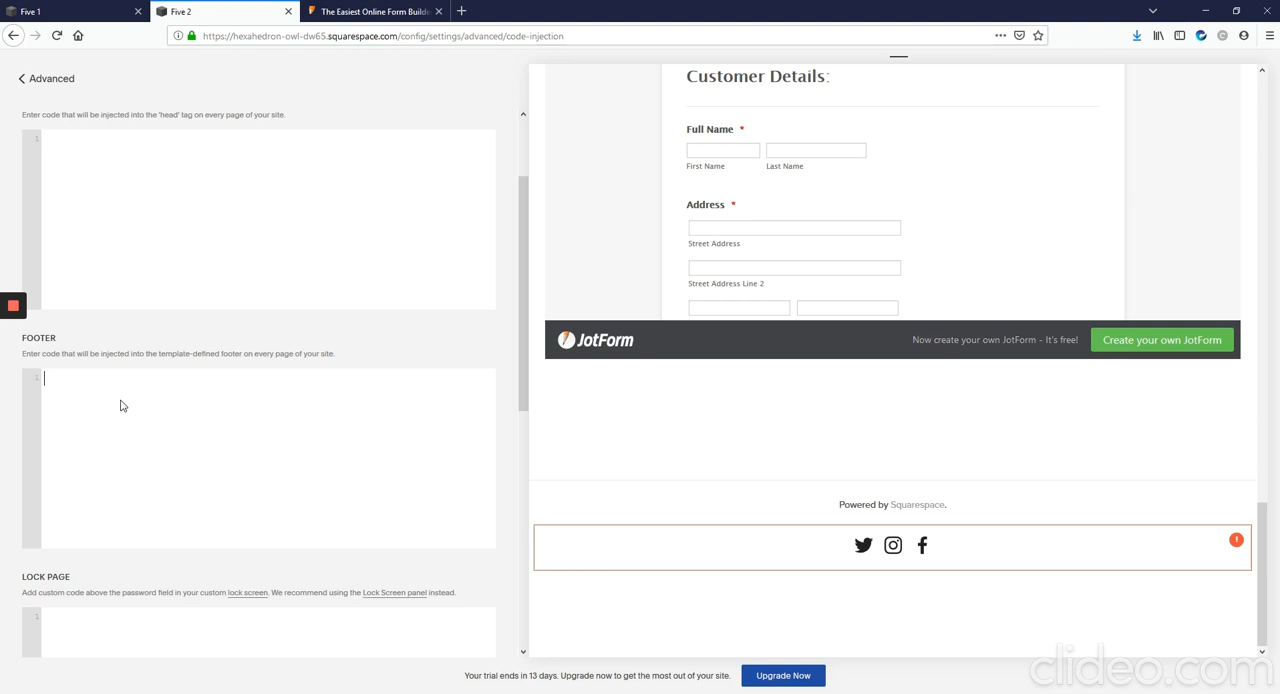 Five 1
Five 2
The Easiest Online Form Builde
https://hexahedron-owl-dw65.squarespace.com/config/settings/advanced/code-injection
Advanced
Enter code that will be injected into the 'head' tag on every page of your site.
1
FOOTER
Enter code that will be injected into the template-defined footer on every page of your site.
1
LOCK PAGE
Add custom code above the password field in your custom lock screen. We recommend using the Lock Screen panel instead.
1
Customer Details:
Full Name *
First Name Last Name
Address *
Street Address
Street Address Line 2
JotForm Now create your own JotForm - It's free! Create your own JotForm
Powered by Squarespace.
!
Your trial ends in 13 days. Upgrade now to get the most out of your site. Upgrade Now
clideo.com